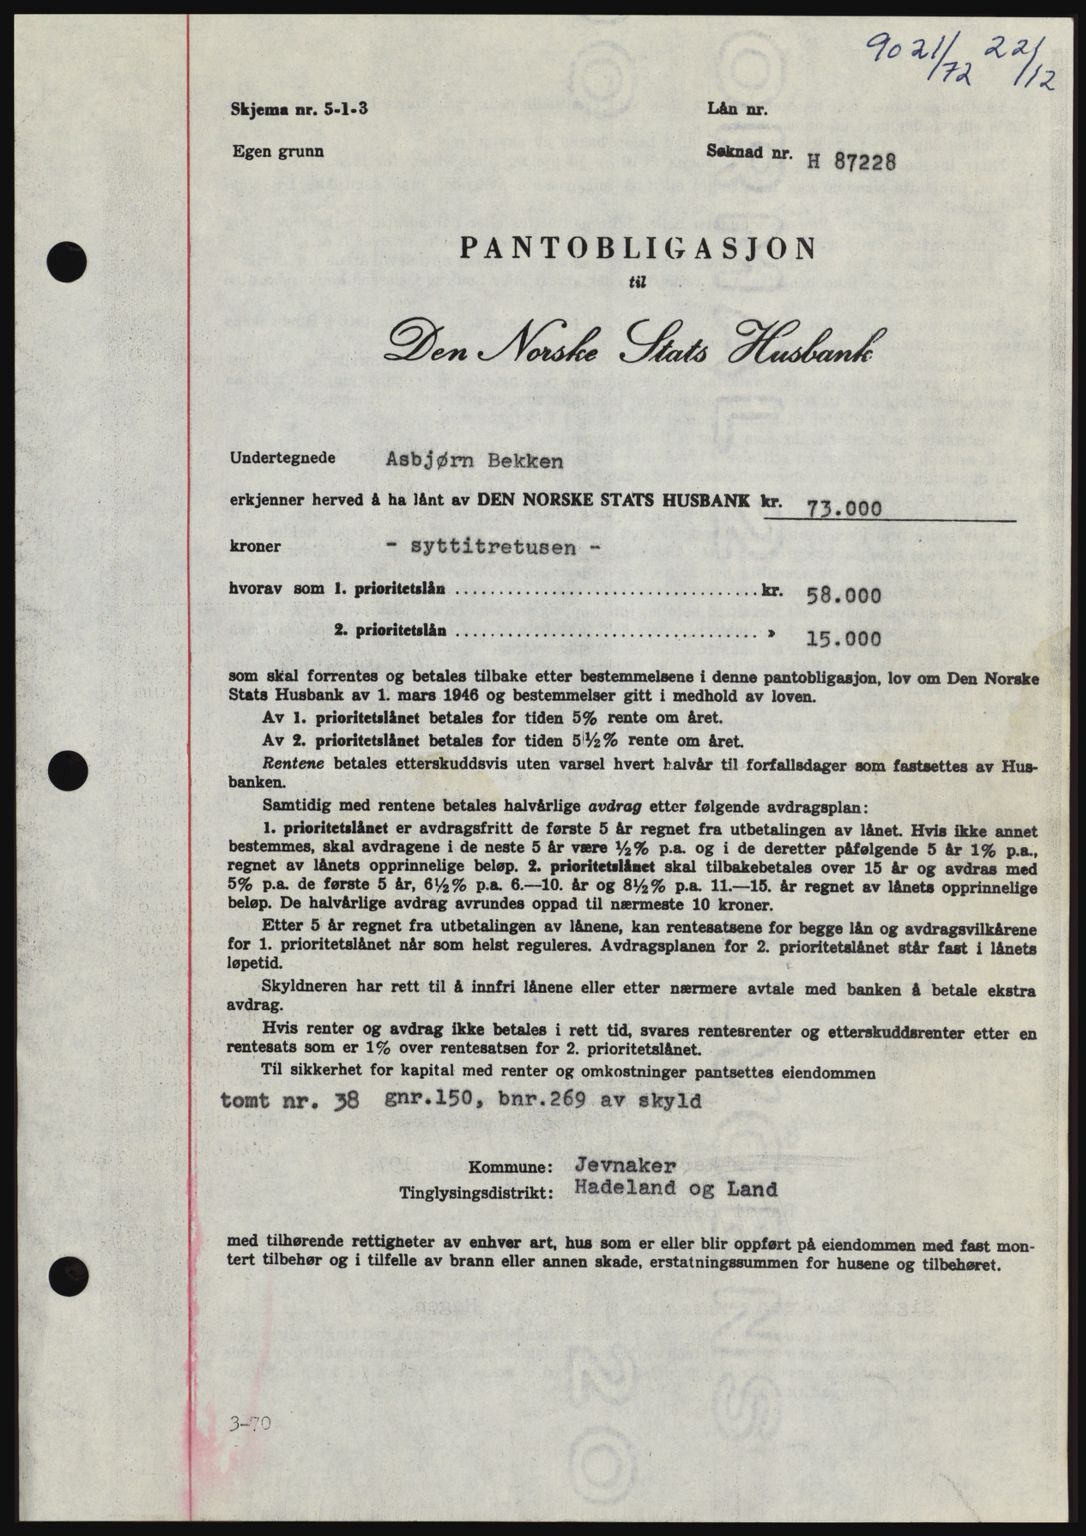 9021/72 22/12
Skjema nr. 5-1-3
Lån nr.
Egen grunn
Søknad nr. H 87228
PANTOBLIGASJON
til
Den Norske Stats Husbank
Undertegnede Asbjørn Bekken
erkjenner herved å ha lånt av DEN NORSKE STATS HUSBANK kr. 73.000
kroner - syttitretusen -
hvorav som 1. prioritetslån ................................... kr. 58.000
2. prioritetslån ................................... » 15.000
som skal forrentes og betales tilbake etter bestemmelsene i denne pantobligasjon, lov om Den Norske
Stats Husbank av 1. mars 1946 og bestemmelser gitt i medhold av loven.
Av 1. prioritetslånet betales for tiden 5% rente om året.
Av 2. prioritetslånet betales for tiden 5½% rente om året.
Rentene betales etterskuddsvis uten varsel hvert halvår til forfallsdager som fastsettes av Hus-
banken.
Samtidig med rentene betales halvårlige avdrag etter følgende avdragsplan:
1. prioritetslånet er avdragsfritt de første 5 år regnet fra utbetalingen av lånet. Hvis ikke annet
bestemmes, skal avdragene i de neste 5 år være ½% p.a. og i de deretter påfølgende 5 år 1% p.a.,
regnet av lånets opprinnelige beløp. 2. prioritetslånet skal tilbakebetales over 15 år og avdras med
5% p.a. de første 5 år, 6½% p.a. 6.—10. år og 8½% p.a. 11.—15. år regnet av lånets opprinnelige
beløp. De halvårlige avdrag avrundes oppad til nærmeste 10 kroner.
Etter 5 år regnet fra utbetalingen av lånene, kan rentesatsene for begge lån og avdragsvilkårene
for 1. prioritetslånet når som helst reguleres. Avdragsplanen for 2. prioritetslånet står fast i lånets
løpetid.
Skyldneren har rett til å innfri lånene eller etter nærmere avtale med banken å betale ekstra
avdrag.
Hvis renter og avdrag ikke betales i rett tid, svares rentesrenter og etterskuddsrenter etter en
rentesats som er 1% over rentesatsen for 2. prioritetslånet.
Til sikkerhet for kapital med renter og omkostninger pantsettes eiendommen
tomt nr. 38 gnr.150, bnr.269 av skyld
Kommune: Jevnaker
Tinglysingsdistrikt: Hadeland og Land
med tilhørende rettigheter av enhver art, hus som er eller blir oppført på eiendommen med fast mon-
tert tilbehør og i tilfelle av brann eller annen skade, erstatningssummen for husene og tilbehøret.
3-70